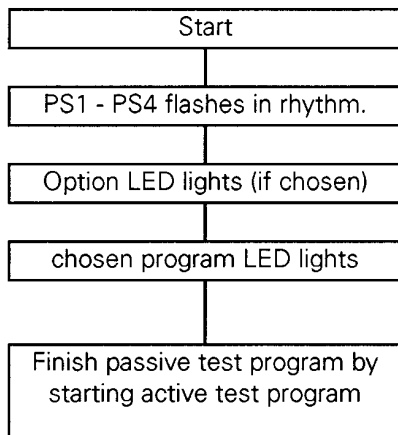 Start
PS1 - PS4 flashes in rhythm.
Option LED lights (if chosen)
chosen program LED lights
Finish passive test program by
starting active test program